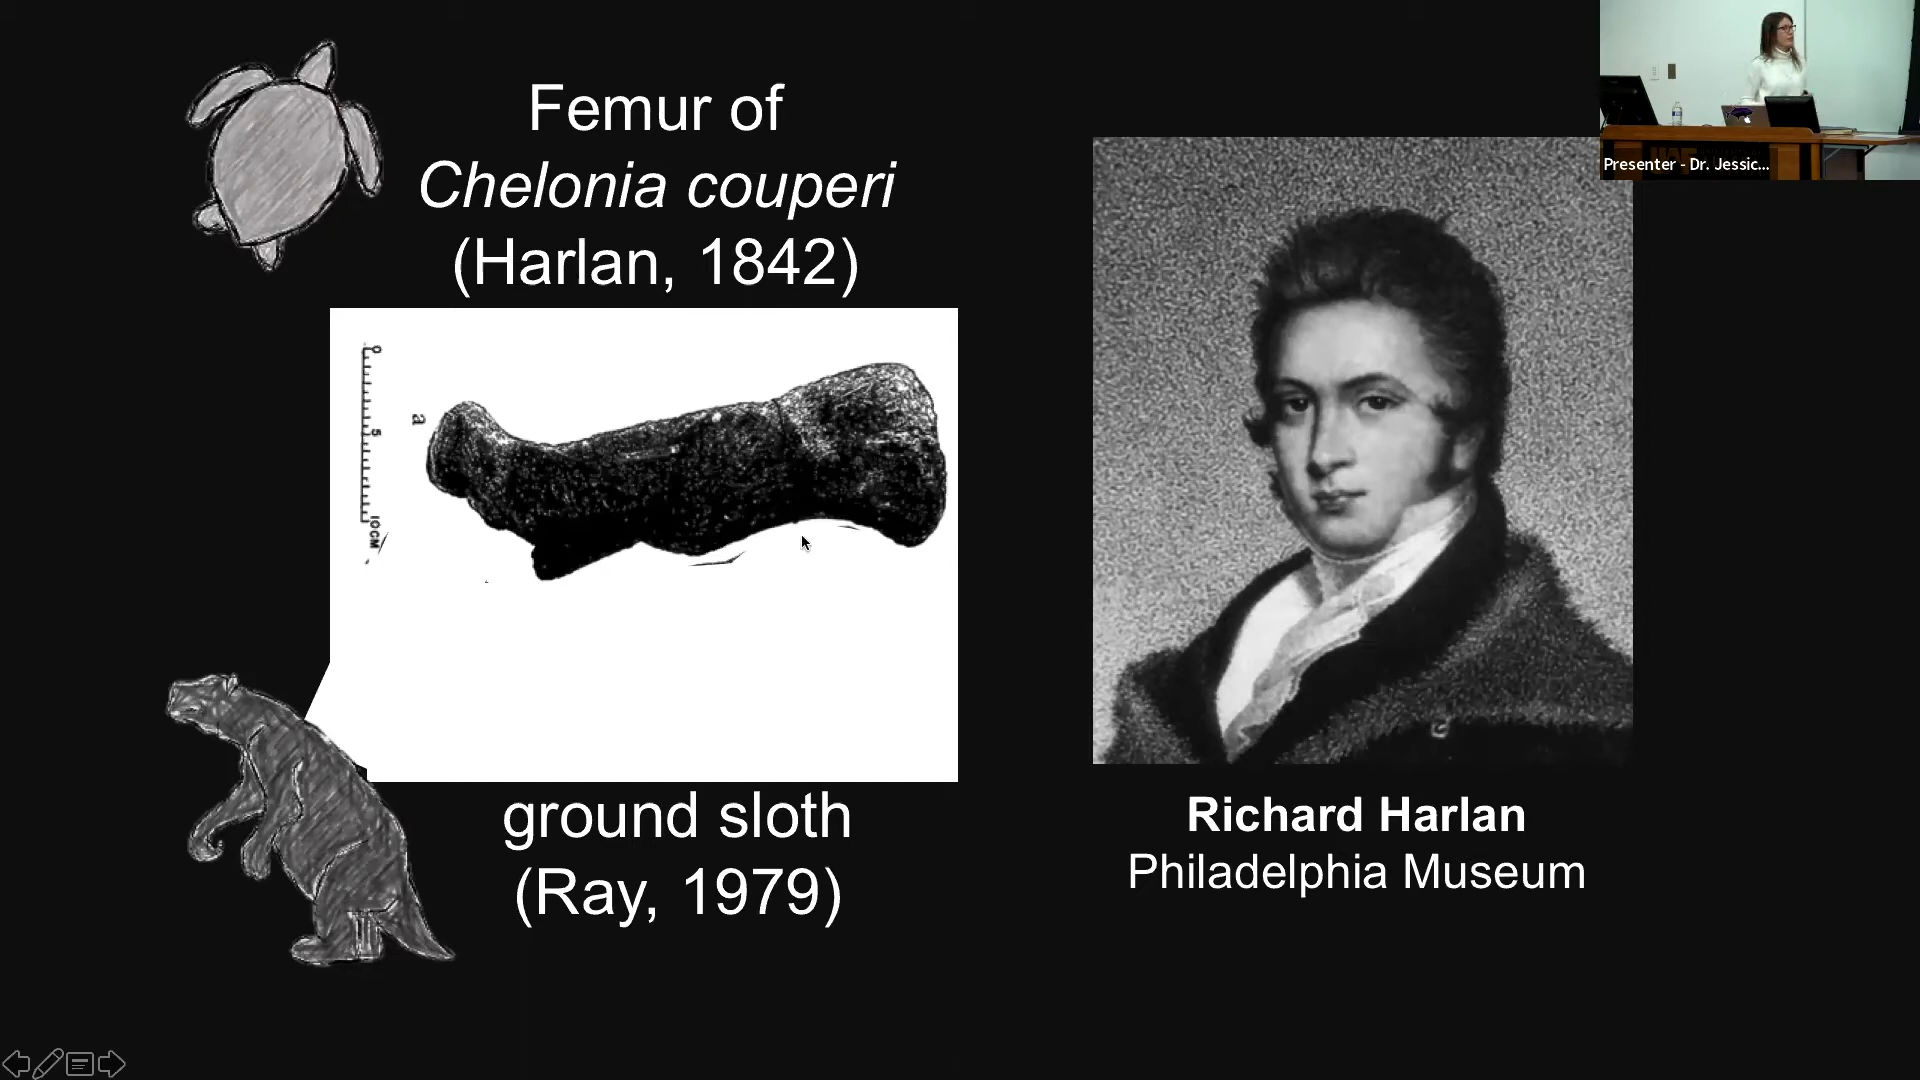 Femur of
Chelonia couperi
(Harlan, 1842)
0
5
10CM
a
ground sloth
(Ray, 1979)
Richard Harlan
Philadelphia Museum
Presenter - Dr. Jessic...